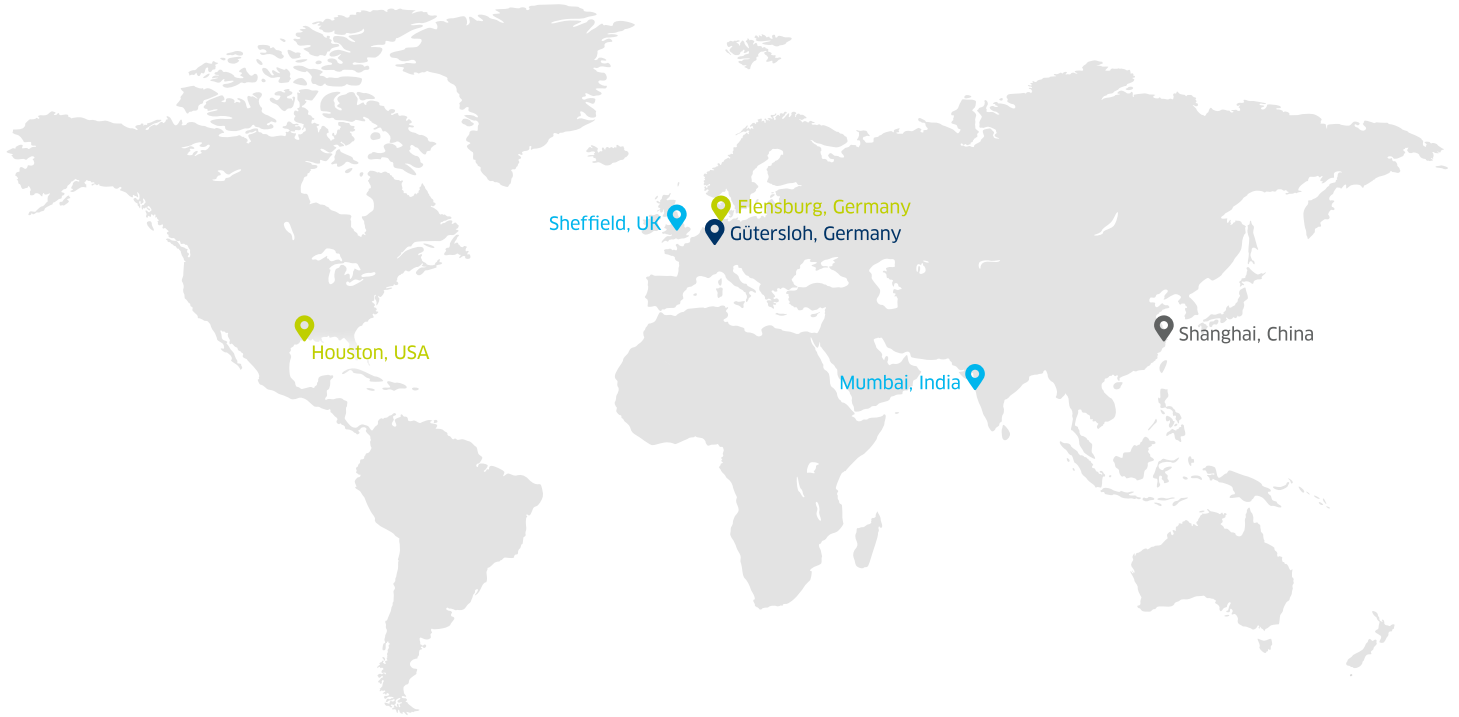 Flensburg, Germany
Sheffield, UK
Gütersloh, Germany
Shanghai, China
Houston, USA
Mumbai, India